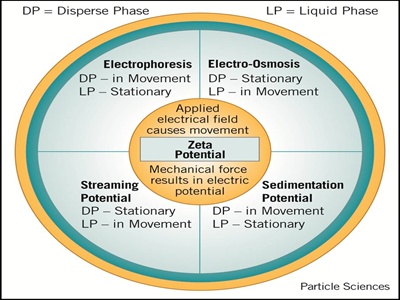 DP = Disperse Phase
LP = Liquid Phase
Electrophoresis
DP – in Movement
LP – Stationary
Electro-Osmosis
DP – Stationary
LP – in Movement
Applied
electrical field
causes movement
Zeta
Potential
Mechanical force
results in electric
potential
Streaming
Potential
DP – Stationary
LP – in Movement
Sedimentation
Potential
DP – in Movement
LP – Stationary
Particle Sciences